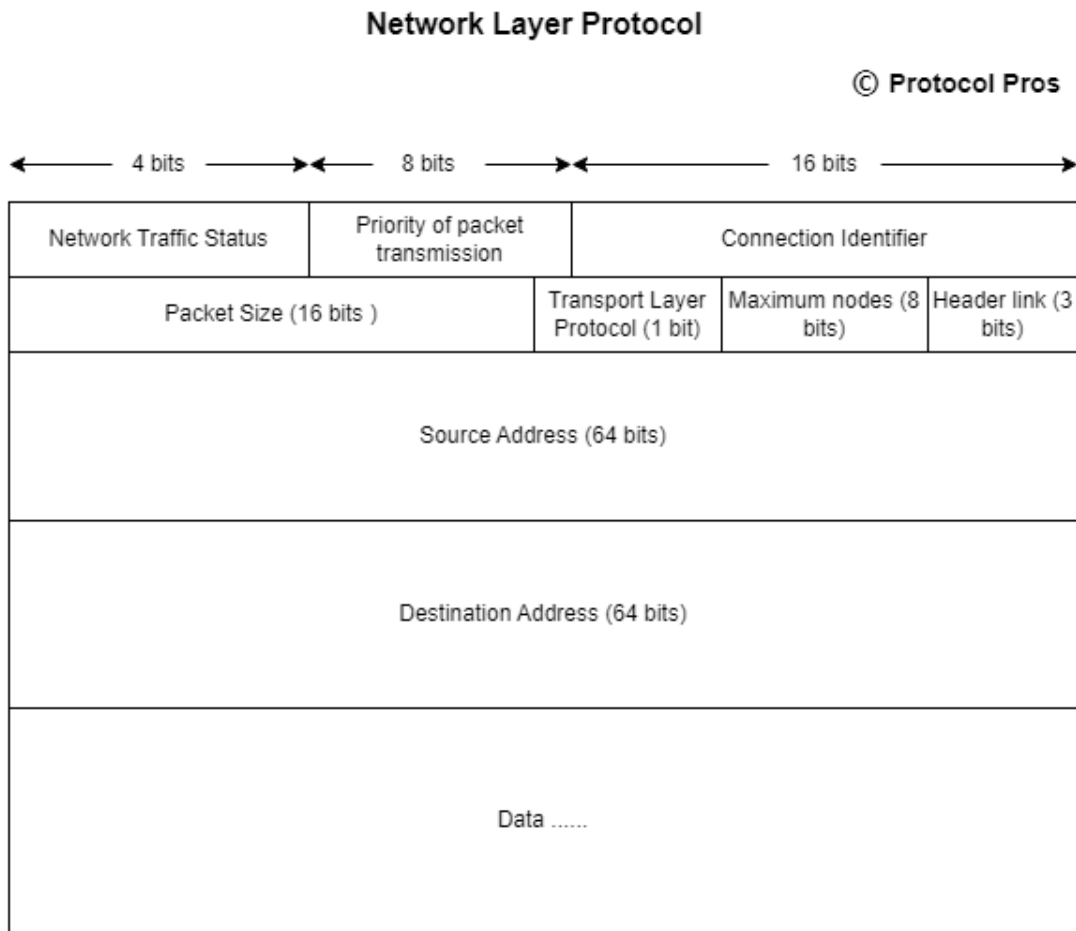 Network Layer Protocol
© Protocol Pros
4 bits
8 bits
16 bits
Network Traffic Status
Priority of packet
transmission
Connection Identifier
Packet Size (16 bits )
Transport Layer
Protocol (1 bit)
Maximum nodes (8
bits)
Header link (3
bits)
Source Address (64 bits)
Destination Address (64 bits)
Data ......